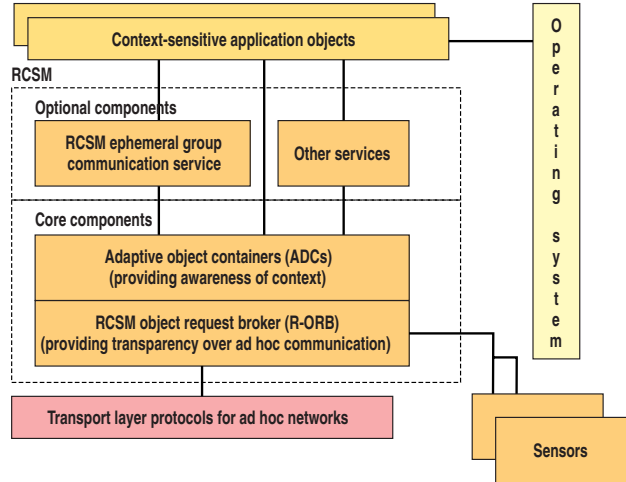 Context-sensitive application objects
Operating system
RCSM
Optional components
RCSM ephemeral group
communication service
Other services
Core components
Adaptive object containers (ADCs)
(providing awareness of context)
RCSM object request broker (R-ORB)
(providing transparency over ad hoc communication)
Transport layer protocols for ad hoc networks
Sensors